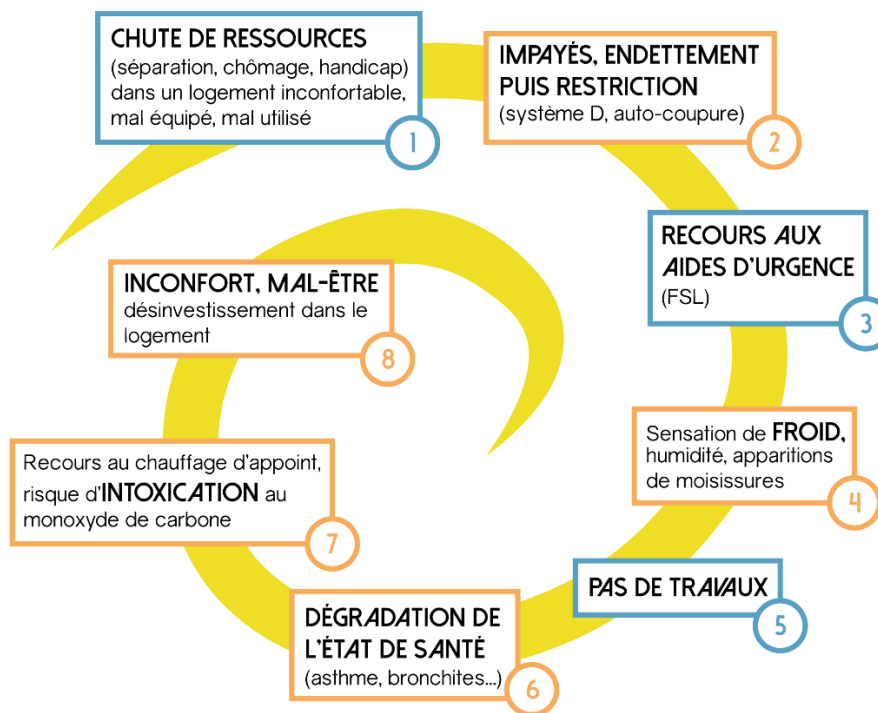 CHUTE DE RESSOURCES
(séparation, chômage, handicap)
dans un logement inconfortable,
mal équipé, mal utilisé
1
IMPAYÉS, ENDETTEMENT
PUIS RESTRICTION
(système D, auto-coupure)
2
RECOURS AUX
AIDES D'URGENCE
(FSL)
3
Sensation de FROID,
humidité, apparitions
de moisissures
4
PAS DE TRAVAUX
5
DÉGRADATION DE
L'ÉTAT DE SANTÉ
(asthme, bronchites...)
6
Recours au chauffage d'appoint,
risque d'INTOXICATION au
monoxyde de carbone
7
INCONFORT, MAL-ÊTRE
désinvestissement dans le
logement
8